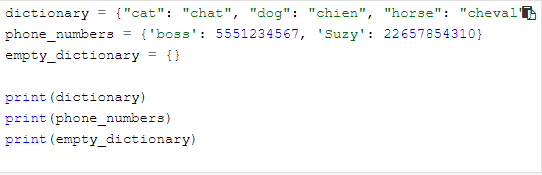 dictionary = {"cat": "chat", "dog": "chien", "horse": "cheval"
phone_numbers = {'boss': 5551234567, 'Suzy': 22657854310}
empty_dictionary = {}
print(dictionary)
print(phone_numbers)
print(empty_dictionary)